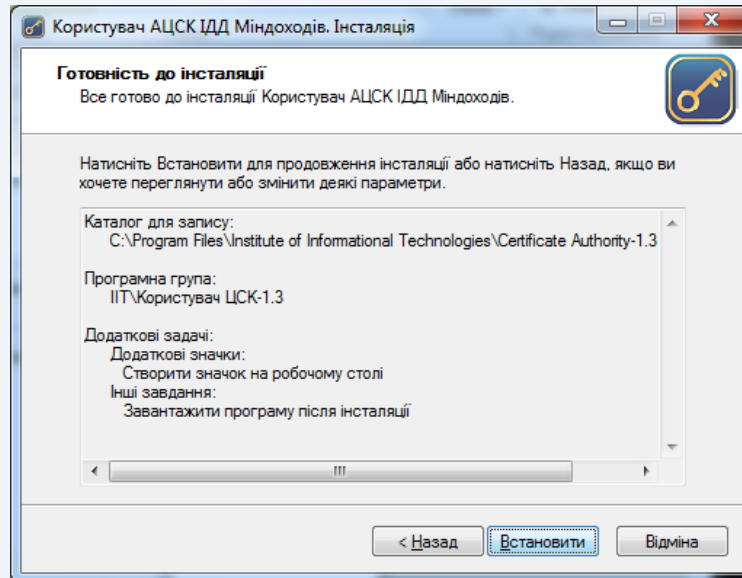 Користувач АЦСК ІДД Міндоходів. Інсталяція
Готовність до інсталяції
Все готово до інсталяції Користувач АЦСК ІДД Міндоходів.
Натисніть Встановити для продовження інсталяції або натисніть Назад, якщо ви
хочете переглянути або змінити деякі параметри.
Каталог для запису:
C:\Program Files\Institute of Informational Technologies\Certificate Authority-1.3
Програмна група:
IIT\Користувач ЦСК-1.3
Додаткові задачі:
Додаткові значки:
Створити значок на робочому столі
Інші завдання:
Завантажити програму після інсталяції
< Назад
Встановити
Відміна